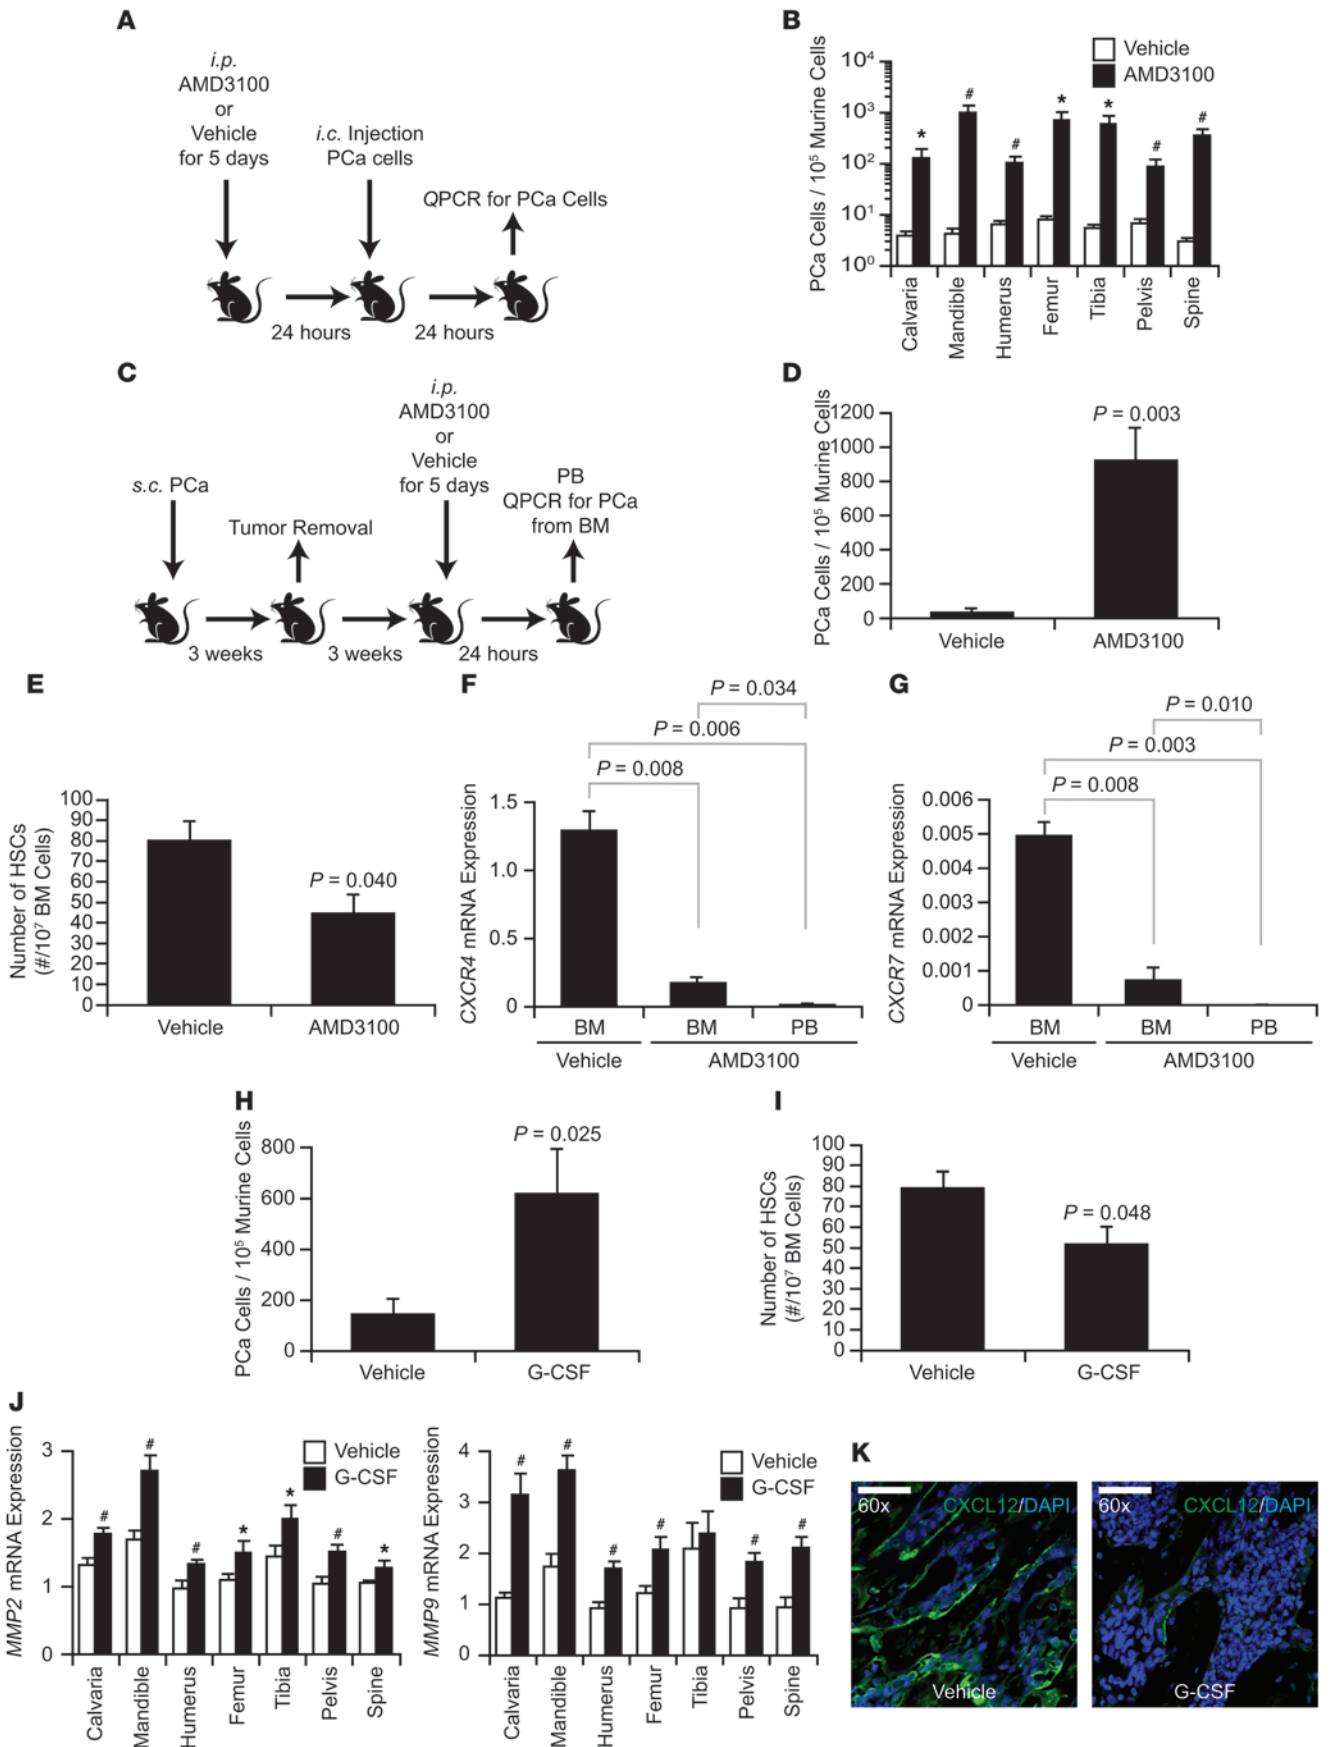 A
i.p.
AMD3100
or
Vehicle
for 5 days
i.c. Injection
PCa cells
QPCR for PCa Cells
24 hours
24 hours
B
PCa Cells / 10⁵ Murine Cells
Vehicle
AMD3100
10⁴
10³
10²
10¹
10⁰
*
#
#
*
*
#
#
Calvaria
Mandible
Humerus
Femur
Tibia
Pelvis
Spine
C
s.c. PCa
Tumor Removal
i.p.
AMD3100
or
Vehicle
for 5 days
PB
QPCR for PCa
from BM
3 weeks
3 weeks
24 hours
D
PCa Cells / 10⁵ Murine Cells
1200
1000
800
600
400
200
0
P = 0.003
Vehicle
AMD3100
E
Number of HSCs
(#/10⁷ BM Cells)
100
90
80
70
60
50
40
30
20
10
0
P = 0.040
Vehicle
AMD3100
F
CXCR4 mRNA Expression
P = 0.034
P = 0.006
P = 0.008
1.5
1.0
0.5
0
BM
BM
PB
Vehicle
AMD3100
G
CXCR7 mRNA Expression
P = 0.010
P = 0.003
P = 0.008
0.006
0.005
0.004
0.003
0.002
0.001
0
BM
BM
PB
Vehicle
AMD3100
H
PCa Cells / 10⁵ Murine Cells
800
600
400
200
0
P = 0.025
Vehicle
G-CSF
I
Number of HSCs
(#/10⁷ BM Cells)
100
90
80
70
60
50
40
30
20
10
0
P = 0.048
Vehicle
G-CSF
J
MMP2 mRNA Expression
3
2
1
0
Vehicle
G-CSF
#
#
#
*
*
#
*
Calvaria
Mandible
Humerus
Femur
Tibia
Pelvis
Spine
MMP9 mRNA Expression
4
3
2
1
0
Vehicle
G-CSF
#
#
#
#
#
#
Calvaria
Mandible
Humerus
Femur
Tibia
Pelvis
Spine
K
60x
CXCL12/DAPI
Vehicle
60x
CXCL12/DAPI
G-CSF